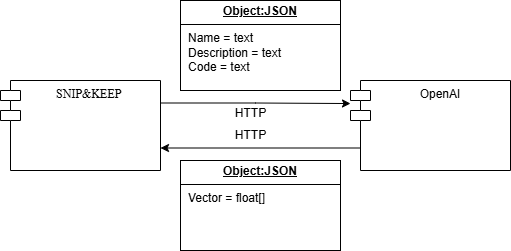 Object:JSON
Name = text
Description = text
Code = text
SNIP&KEEP
OpenAI
HTTP
HTTP
Object:JSON
Vector = float[]